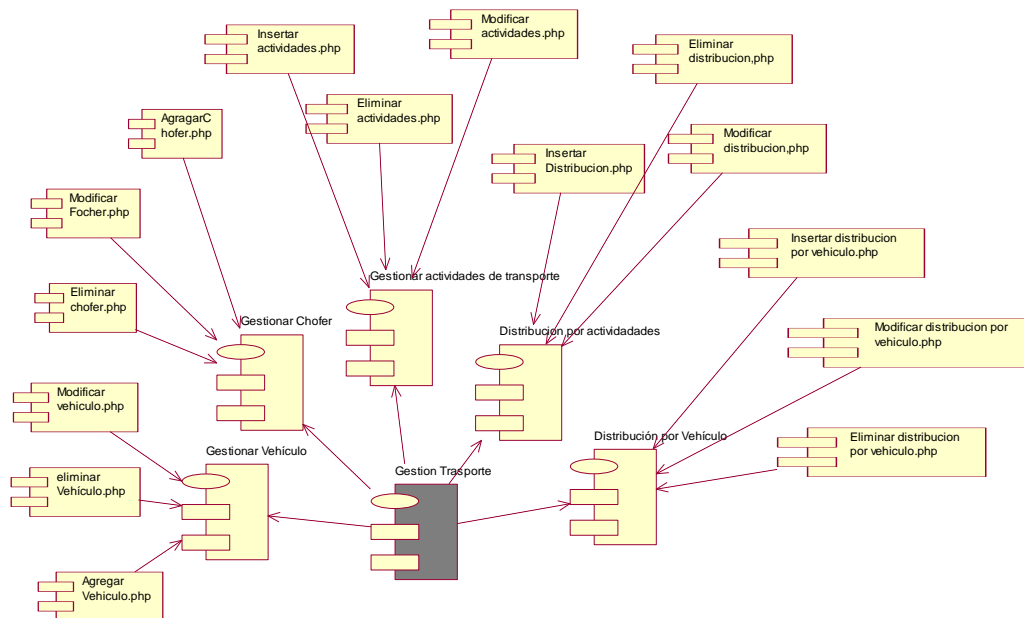 Insertar
actividades.php
Modificar
actividades.php
Eliminar
distribucion,php
Eliminar
actividades.php
AgragarC
hofer.php
Modificar
distribucion,php
Insertar
Distribucion.php
Modificar
Focher.php
Insertar distribucion
por vehiculo.php
Gestionar actividades de transporte
Eliminar
chofer.php
Gestionar Chofer
Distribucion por actividadades
Modificar distribucion por
vehiculo.php
Modificar
vehiculo.php
Gestionar Vehículo
Gestion Trasporte
Distribución por Vehículo
Eliminar distribucion
por vehiculo.php
eliminar
Vehículo.php
Agregar
Vehiculo.php